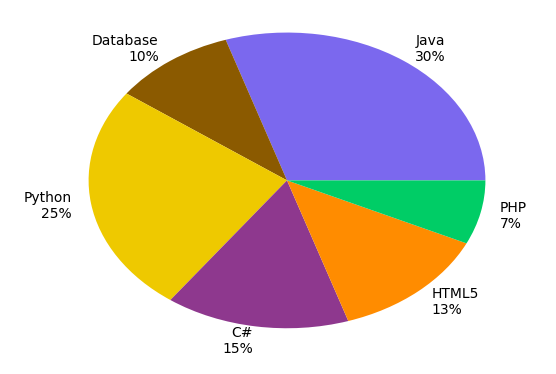 Java
30%
Database
10%
Python
25%
C#
15%
HTML5
13%
PHP
7%